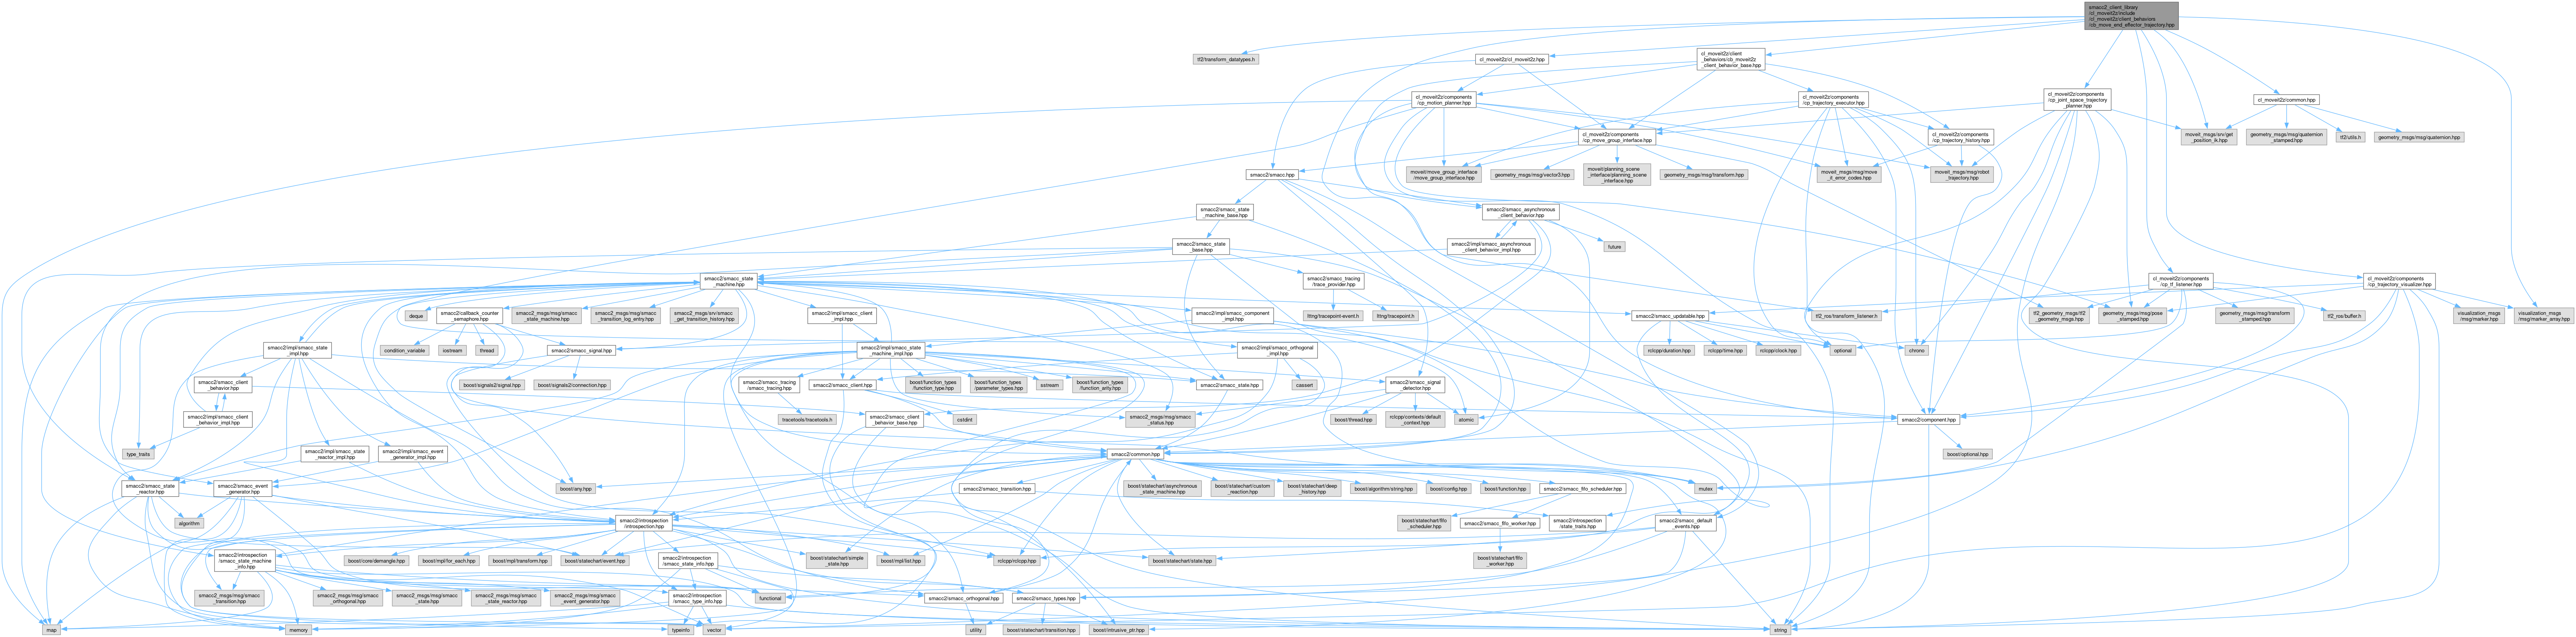 smacc2_client_library
/cl_moveit2z/include
/cl_moveit2z/client_behaviors
/cb_move_end_effector_trajectory.hpp
tf2/transform_datatypes.h
cl_moveit2z/cl_moveit2z.hpp
cl_moveit2z/client
_behaviors/cb_moveit2z
_client_behavior_base.hpp
cl_moveit2z/components
/cp_motion_planner.hpp
cl_moveit2z/components
/cp_trajectory_executor.hpp
cl_moveit2z/components
/cp_joint_space_trajectory
_planner.hpp
cl_moveit2z/common.hpp
cl_moveit2z/components
/cp_move_group_interface.hpp
cl_moveit2z/components
/cp_trajectory_history.hpp
moveit_msgs/srv/get
_position_ik.hpp
geometry_msgs/msg/quaternion
_stamped.hpp
tf2/utils.h
geometry_msgs/msg/quaternion.hpp
smacc2/smacc.hpp
moveit/move_group_interface
/move_group_interface.hpp
geometry_msgs/msg/vector3.hpp
moveit/planning_scene
_interface/planning_scene
_interface.hpp
geometry_msgs/msg/transform.hpp
moveit_msgs/msg/move
_it_error_codes.hpp
moveit_msgs/msg/robot
_trajectory.hpp
smacc2/smacc_state
_machine_base.hpp
smacc2/smacc_asynchronous
_client_behavior.hpp
smacc2/smacc_state
_base.hpp
smacc2/impl/smacc_asynchronous
_client_behavior_impl.hpp
future
smacc2/smacc_state
_machine.hpp
smacc2/smacc_tracing
/trace_provider.hpp
cl_moveit2z/components
/cp_tf_listener.hpp
cl_moveit2z/components
/cp_trajectory_visualizer.hpp
smacc2/callback_counter
_semaphore.hpp
deque
smacc2_msgs/msg/smacc
_state_machine.hpp
smacc2_msgs/msg/smacc
_transition_log_entry.hpp
smacc2_msgs/srv/smacc
_get_transition_history.hpp
smacc2/impl/smacc_client
_impl.hpp
smacc2/impl/smacc_component
_impl.hpp
lttng/tracepoint-event.h
lttng/tracepoint.h
smacc2/smacc_updatable.hpp
tf2_ros/transform_listener.h
tf2_geometry_msgs/tf2
_geometry_msgs.hpp
geometry_msgs/msg/pose
_stamped.hpp
geometry_msgs/msg/transform
_stamped.hpp
tf2_ros/buffer.h
visualization_msgs
/msg/marker.hpp
visualization_msgs
/msg/marker_array.hpp
smacc2/impl/smacc_state
_impl.hpp
condition_variable
iostream
thread
smacc2/smacc_signal.hpp
smacc2/impl/smacc_state
_machine_impl.hpp
smacc2/impl/smacc_orthogonal
_impl.hpp
rclcpp/duration.hpp
rclcpp/time.hpp
rclcpp/clock.hpp
optional
chrono
smacc2/smacc_client
_behavior.hpp
boost/signals2/signal.hpp
boost/signals2/connection.hpp
smacc2/smacc_tracing
/smacc_tracing.hpp
smacc2/smacc_client.hpp
boost/function_types
/function_type.hpp
boost/function_types
/parameter_types.hpp
sstream
boost/function_types
/function_arity.hpp
smacc2/smacc_state.hpp
cassert
smacc2/smacc_signal
_detector.hpp
smacc2/impl/smacc_client
_behavior_impl.hpp
tracetools/tracetools.h
smacc2/smacc_client
_behavior_base.hpp
cstdint
smacc2_msgs/msg/smacc
_status.hpp
boost/thread.hpp
rclcpp/contexts/default
_context.hpp
atomic
smacc2/component.hpp
type_traits
smacc2/impl/smacc_state
_reactor_impl.hpp
smacc2/impl/smacc_event
_generator_impl.hpp
smacc2/common.hpp
boost/optional.hpp
smacc2/smacc_state
_reactor.hpp
smacc2/smacc_event
_generator.hpp
boost/any.hpp
smacc2/smacc_transition.hpp
boost/statechart/asynchronous
_state_machine.hpp
boost/statechart/custom
_reaction.hpp
boost/statechart/deep
_history.hpp
boost/algorithm/string.hpp
boost/config.hpp
boost/function.hpp
smacc2/smacc_fifo_scheduler.hpp
mutex
algorithm
smacc2/introspection
/introspection.hpp
boost/statechart/fifo
_scheduler.hpp
smacc2/smacc_fifo_worker.hpp
smacc2/introspection
/state_traits.hpp
smacc2/smacc_default
_events.hpp
smacc2/introspection
/smacc_state_machine
_info.hpp
boost/core/demangle.hpp
boost/mpl/for_each.hpp
boost/mpl/transform.hpp
boost/statechart/event.hpp
smacc2/introspection
/smacc_state_info.hpp
boost/statechart/simple
_state.hpp
boost/mpl/list.hpp
rclcpp/rclcpp.hpp
boost/statechart/state.hpp
boost/statechart/fifo
_worker.hpp
smacc2_msgs/msg/smacc
_transition.hpp
smacc2_msgs/msg/smacc
_orthogonal.hpp
smacc2_msgs/msg/smacc
_state.hpp
smacc2_msgs/msg/smacc
_state_reactor.hpp
smacc2_msgs/msg/smacc
_event_generator.hpp
smacc2/introspection
/smacc_type_info.hpp
functional
smacc2/smacc_orthogonal.hpp
smacc2/smacc_types.hpp
map
memory
typeinfo
vector
utility
boost/statechart/transition.hpp
boost/intrusive_ptr.hpp
string